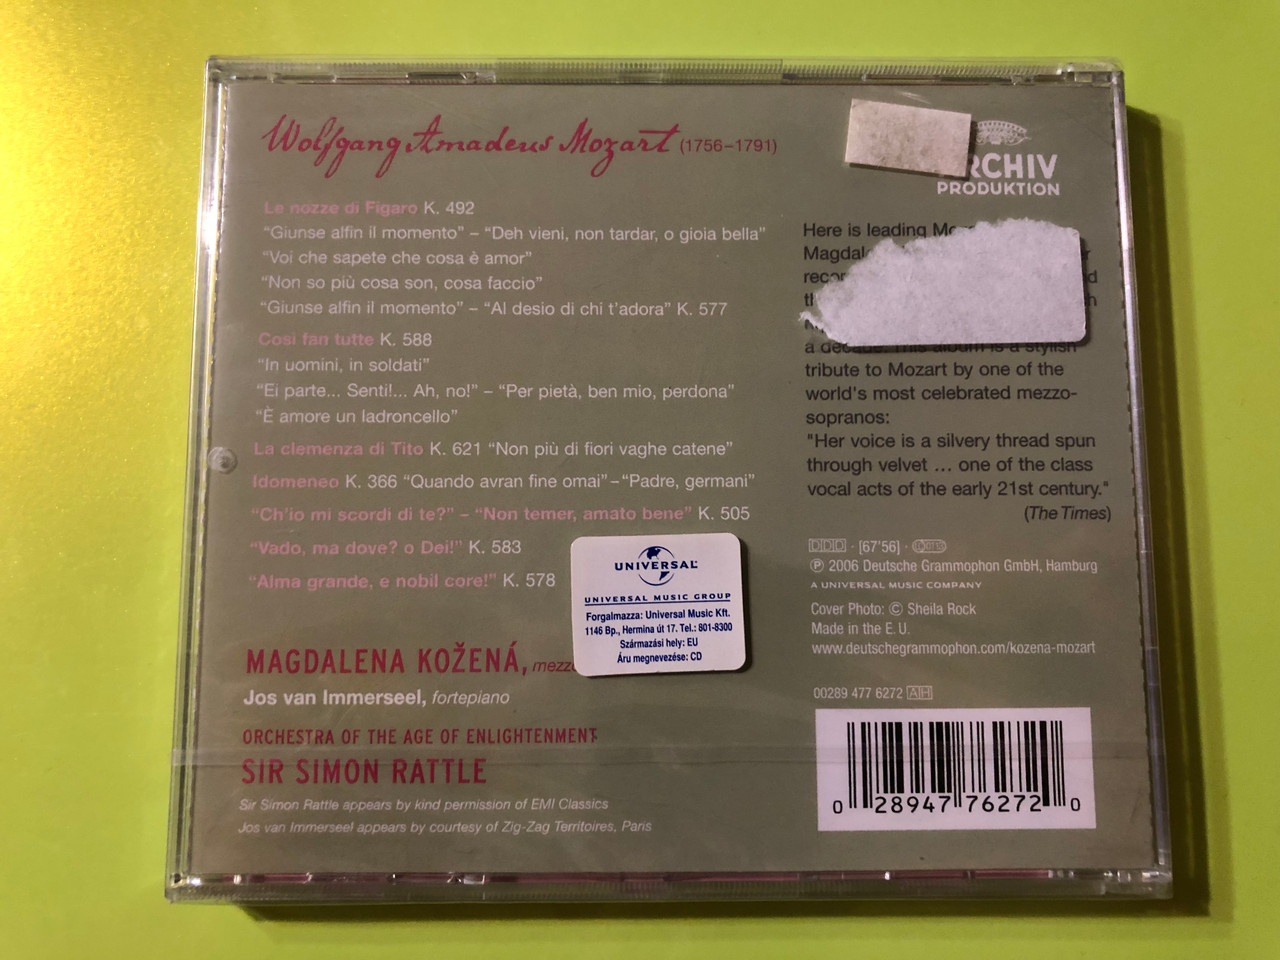 Wolfgang Amadeus Mozart (1756–1791)
Le nozze di Figaro K. 492
“Giunse alfin il momento” – “Deh vieni, non tardar, o gioia bella”
“Voi che sapete che cosa è amor”
“Non so più cosa son, cosa faccio”
“Giunse alfin il momento” – “Al desio di chi t’adora” K. 577
Così fan tutte K. 588
“In uomini, in soldati”
“Ei parte... Senti!... Ah, no!” – “Per pietà, ben mio, perdona”
“È amore un ladroncello”
La clemenza di Tito K. 621 “Non più di fiori vaghe catene”
Idomeneo K. 366 “Quando avran fine omai”–“Padre, germani”
“Ch’io mi scordi di te?” – “Non temer, amato bene” K. 505
“Vado, ma dove? o Dei!” K. 583
“Alma grande, e nobil core!” K. 578
MAGDALENA KOŽENÁ,
Jos van Immerseel, fortepiano
ORCHESTRA OF THE AGE OF ENLIGHTENMENT
SIR SIMON RATTLE
Sir Simon Rattle appears by kind permission of EMI Classics
Jos van Immerseel appears by courtesy of Zig-Zag Territoires, Paris
UNIVERSAL
UNIVERSAL MUSIC GROUP
Forgalmazza: Universal Music Kft.
1146 Bp., Hermina út 17. Tel.: 801-8300
Származási hely: EU
Áru megnevezése: CD
ARCHIV
PRODUKTION
Here is leading
a decade. This album is a stylish
tribute to Mozart by one of the
world's most celebrated mezzo-
sopranos:
"Her voice is a silvery thread spun
through velvet ... one of the class
vocal acts of the early 21st century."
(The Times)
DDD · [67'56] ·
℗ 2006 Deutsche Grammophon GmbH, Hamburg
A UNIVERSAL MUSIC COMPANY
Cover Photo: © Sheila Rock
Made in the E. U.
www.deutschegrammophon.com/kozena-mozart
00289 477 6272 AH
0 28947 76272 0